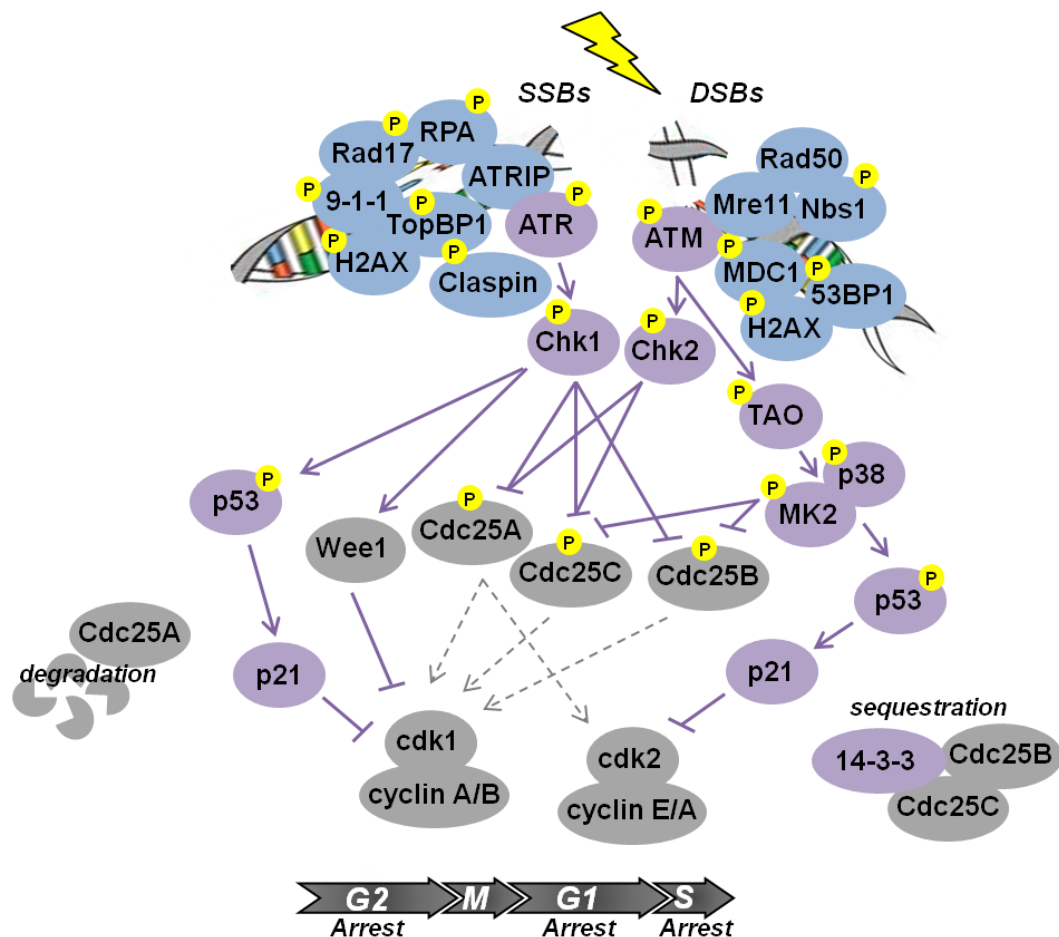 SSBs
DSBs
P
P
RPA
Rad17
ATRIP
P
9-1-1
P
TopBP1
P
ATR
P
H2AX
P
Claspin
Rad50
P
Mre11
Nbs1
P
ATM
P
MDC1
P
53BP1
P
H2AX
P
Chk1
P
Chk2
P
TAO
P
p38
P
MK2
P
p53
Wee1
P
Cdc25A
P
Cdc25C
P
Cdc25B
P
p53
Cdc25A
degradation
p21
p21
sequestration
14-3-3
Cdc25B
Cdc25C
cdk1
cyclin A/B
cdk2
cyclin E/A
G2 M G1 S
Arrest Arrest Arrest